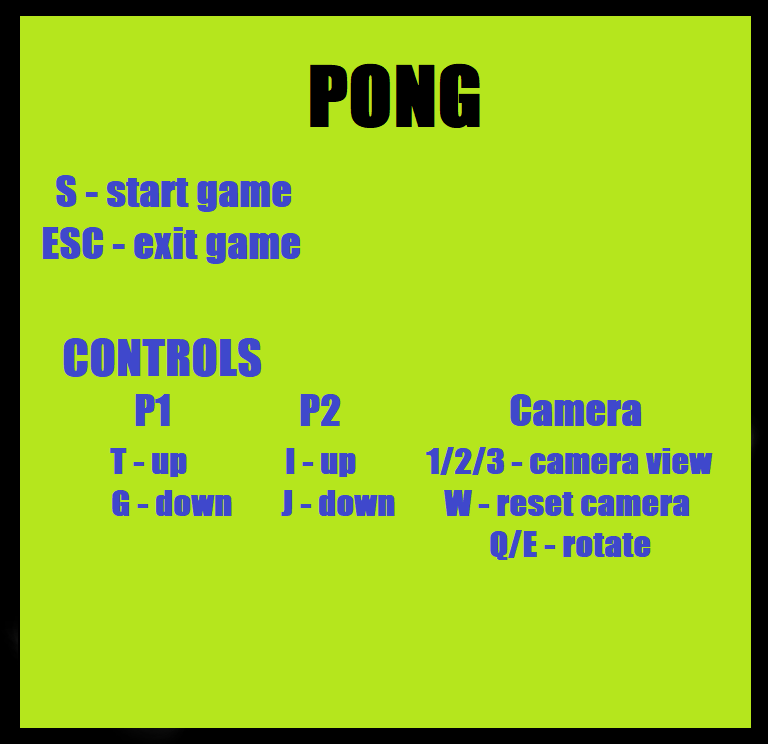 PONG
S - start game
ESC - exit game
CONTROLS
P1 P2 Camera
T - up I - up 1/2/3 - camera view
G - down J - down W - reset camera
Q/E - rotate